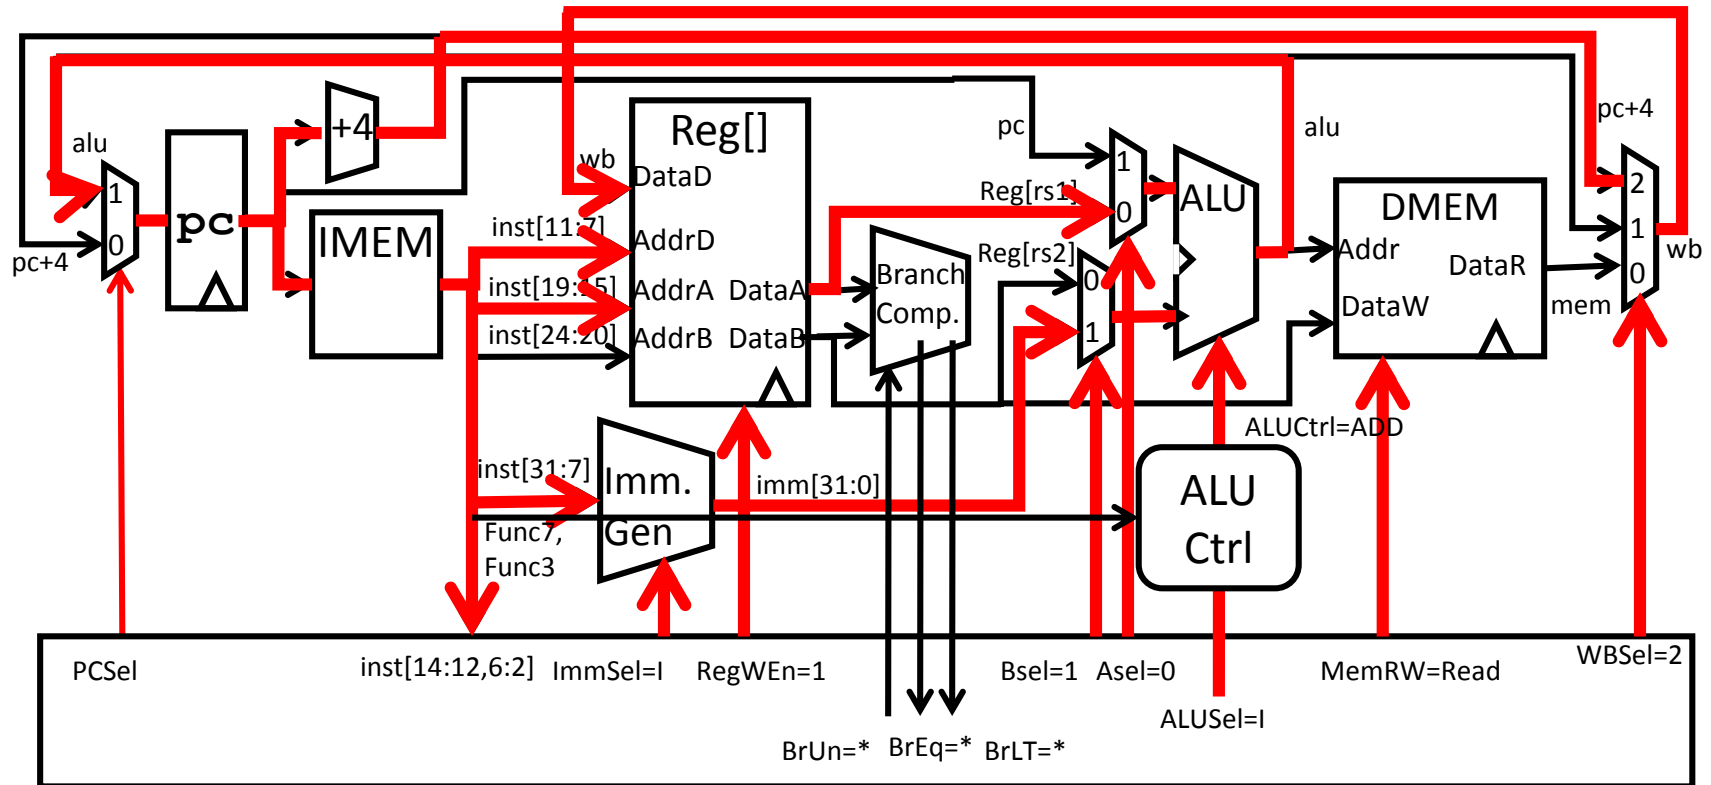 alu
1
0
pc+4
pc
+4
IMEM
inst[11:7]
inst[19:15]
inst[24:20]
wb
Reg[]
DataD
AddrD
AddrA
AddrB
DataA
DataB
inst[31:7]
Func7,
Func3
Imm.
Gen
imm[31:0]
Branch
Comp.
pc
Reg[rs1]
Reg[rs2]
1
0
0
1
ALU
alu
ALUCtrl=ADD
ALU
Ctrl
DMEM
Addr
DataW
DataR
mem
pc+4
2
1
0
wb
PCSel
inst[14:12,6:2]
ImmSel=I
RegWEn=1
BrUn=*
BrEq=*
BrLT=*
Bsel=1
Asel=0
ALUSel=I
MemRW=Read
WBSel=2